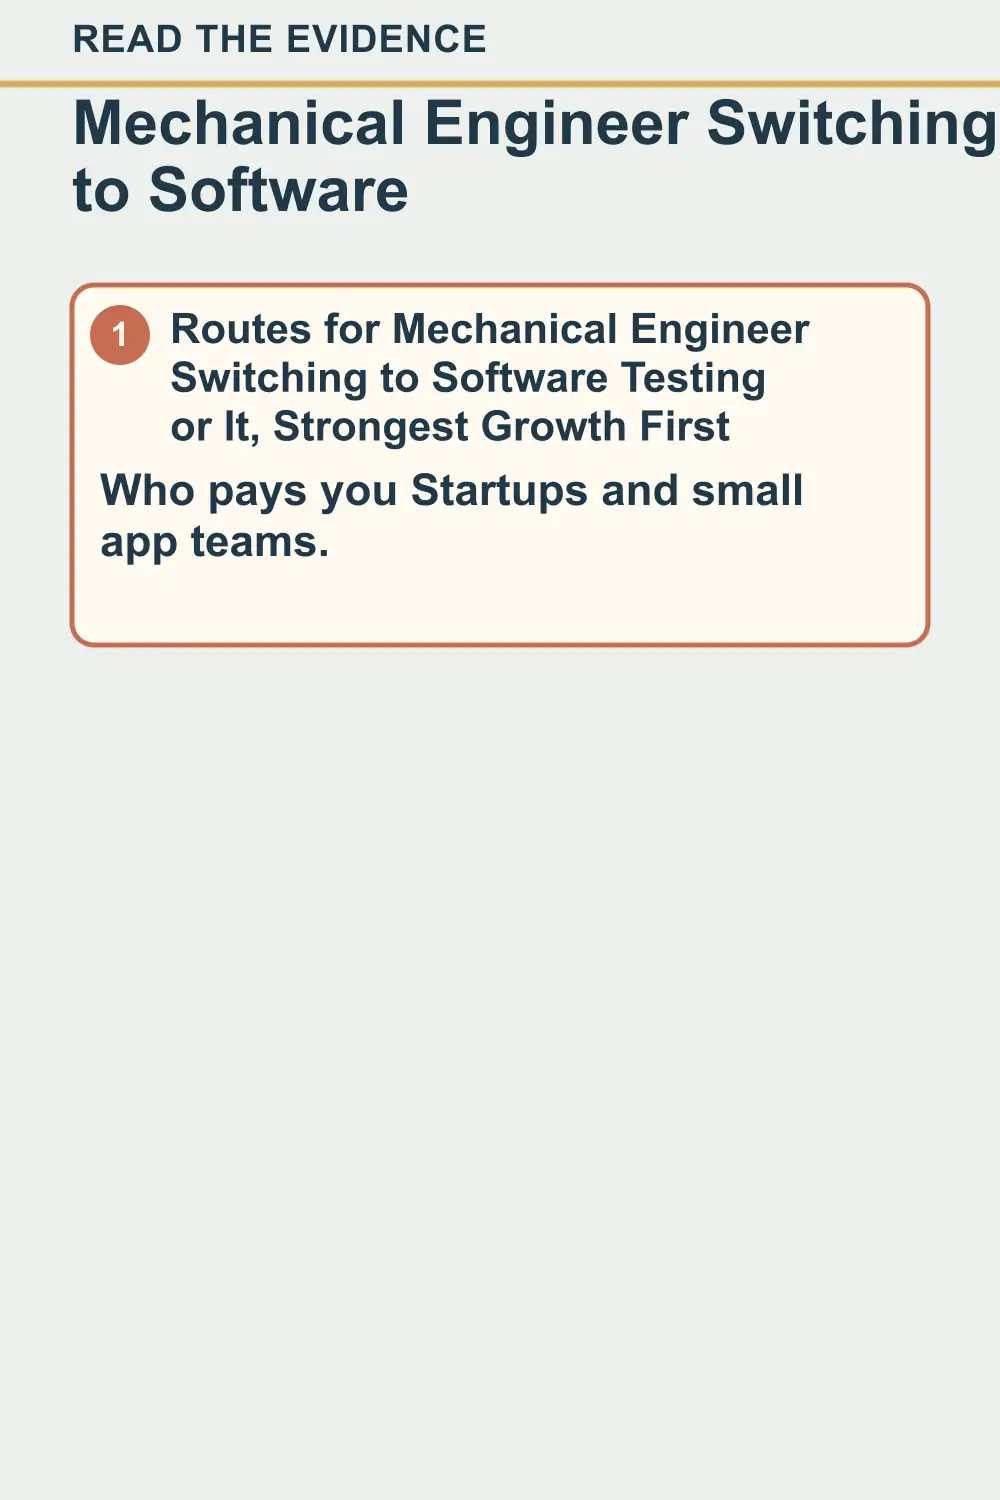 READ THE EVIDENCE
Mechanical Engineer Switching
to Software
1
Routes for Mechanical Engineer
Switching to Software Testing
or It, Strongest Growth First
Who pays you Startups and small
app teams.